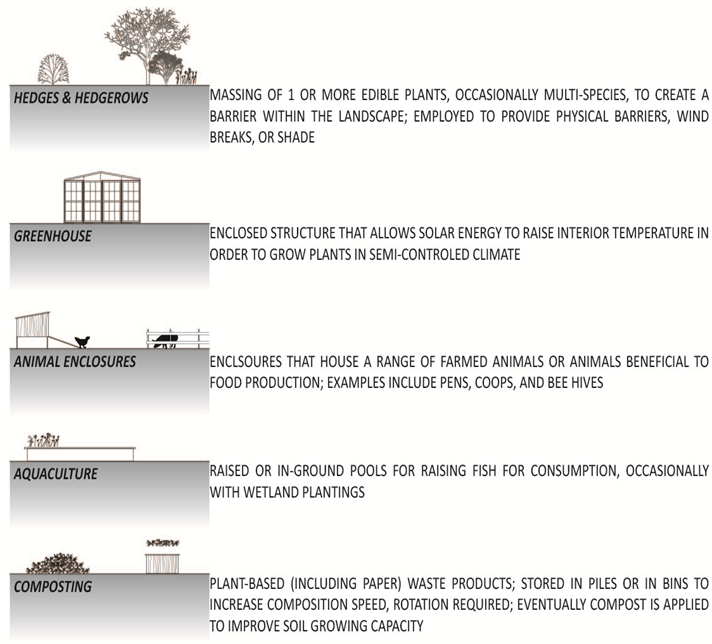 HEDGES & HEDGEROWS
MASSING OF 1 OR MORE EDIBLE PLANTS, OCCASIONALLY MULTI-SPECIES, TO CREATE A
BARRIER WITHIN THE LANDSCAPE; EMPLOYED TO PROVIDE PHYSICAL BARRIERS, WIND
BREAKS, OR SHADE
GREENHOUSE
ENCLOSED STRUCTURE THAT ALLOWS SOLAR ENERGY TO RAISE INTERIOR TEMPERATURE IN
ORDER TO GROW PLANTS IN SEMI-CONTROLED CLIMATE
ANIMAL ENCLOSURES
ENCLSOURES THAT HOUSE A RANGE OF FARMED ANIMALS OR ANIMALS BENEFICIAL TO
FOOD PRODUCTION; EXAMPLES INCLUDE PENS, COOPS, AND BEE HIVES
AQUACULTURE
RAISED OR IN-GROUND POOLS FOR RAISING FISH FOR CONSUMPTION, OCCASIONALLY
WITH WETLAND PLANTINGS
COMPOSTING
PLANT-BASED (INCLUDING PAPER) WASTE PRODUCTS; STORED IN PILES OR IN BINS TO
INCREASE COMPOSITION SPEED, ROTATION REQUIRED; EVENTUALLY COMPOST IS APPLIED
TO IMPROVE SOIL GROWING CAPACITY